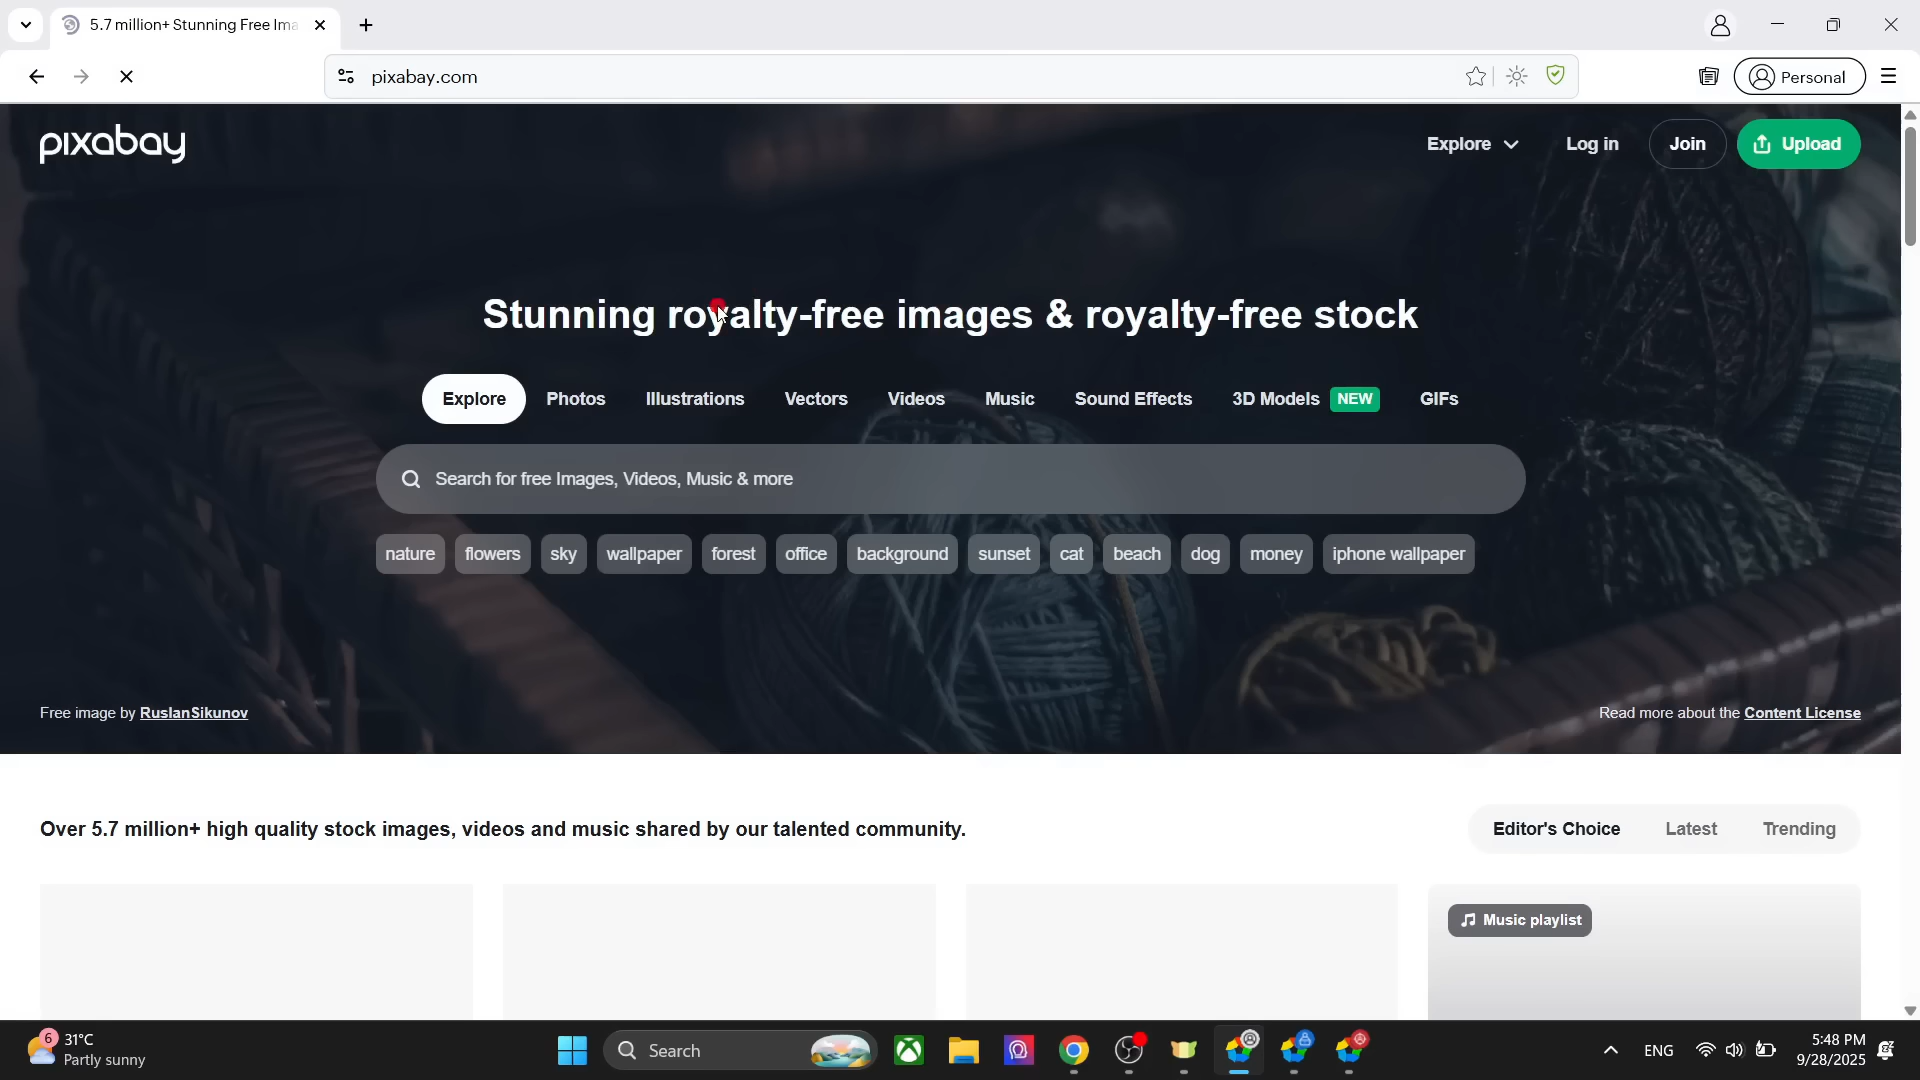 5.7 million+ Stunning Free Ima
pixabay.com
Personal
pixabay
Explore
Log in
Join
Upload
Stunning royalty-free images & royalty-free stock
Explore
Photos
Illustrations
Vectors
Videos
Music
Sound Effects
3D Models NEW
GIFs
Search for free Images, Videos, Music & more
nature
flowers
sky
wallpaper
forest
office
background
sunset
cat
beach
dog
money
iphone wallpaper
Free image by RuslanSikunov
Read more about the Content License
Over 5.7 million+ high quality stock images, videos and music shared by our talented community.
Editor's Choice
Latest
Trending
Music playlist
6
31°C
Partly sunny
Search
ENG
5:48 PM
9/28/2025